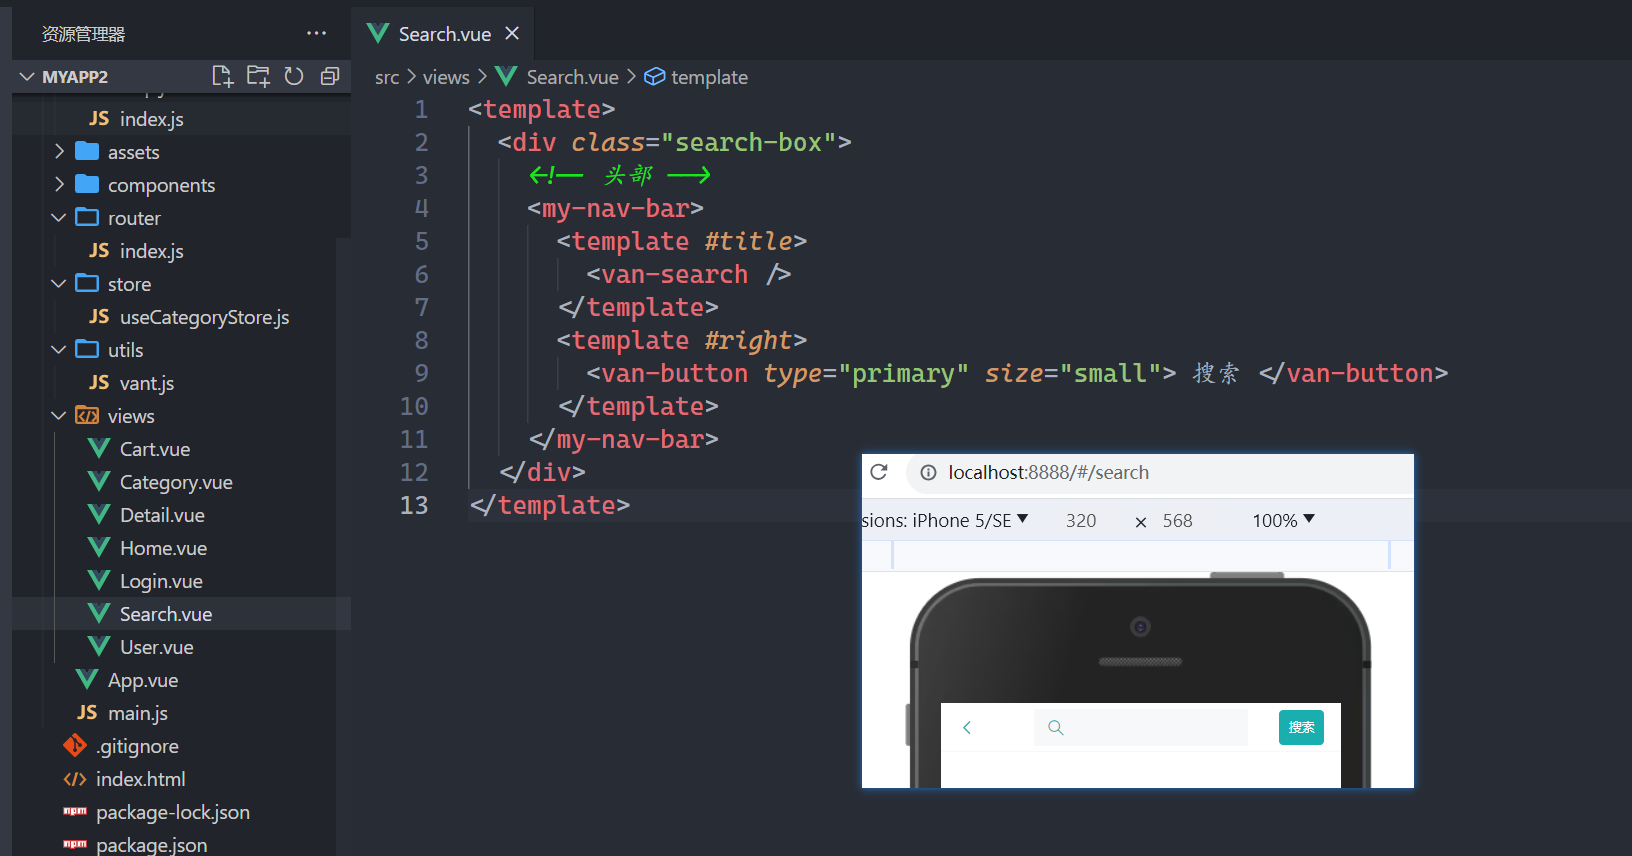 资源管理器 ···
MYAPP2
JS index.js
assets
components
router
JS index.js
store
JS useCategoryStore.js
utils
JS vant.js
views
Cart.vue
Category.vue
Detail.vue
Home.vue
Login.vue
Search.vue
User.vue
App.vue
JS main.js
.gitignore
index.html
npm package-lock.json
npm package.json
Search.vue ×
src > views > Search.vue > template
1 <template>
2 <div class="search-box">
3 <!-- 头部 -->
4 <my-nav-bar>
5 <template #title>
6 <van-search />
7 </template>
8 <template #right>
9 <van-button type="primary" size="small"> 搜索 </van-button>
10 </template>
11 </my-nav-bar>
12 </div>
13 </template>
localhost:8888/#/search
sions: iPhone 5/SE ▼ 320 × 568 100% ▼
搜索